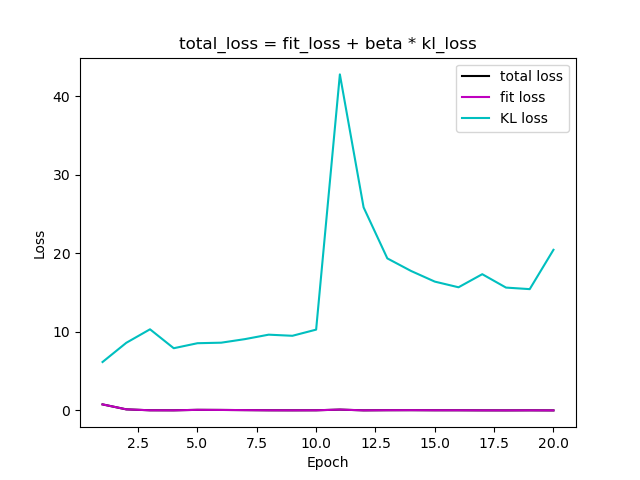 total_loss = fit_loss + beta * kl_loss
total loss
fit loss
KL loss
40
30
20
10
0
Loss
2.5 5.0 7.5 10.0 12.5 15.0 17.5 20.0
Epoch